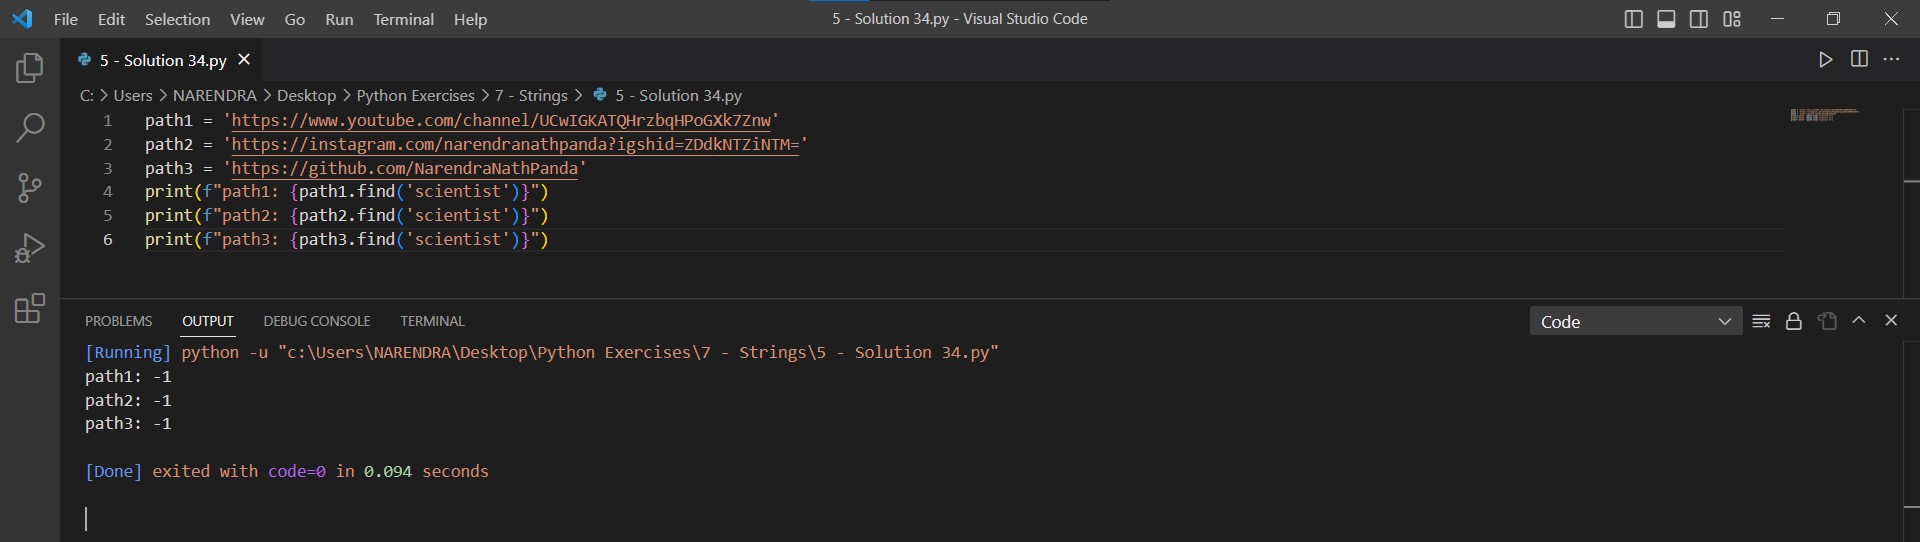 File Edit Selection View Go Run Terminal Help 5 - Solution 34.py - Visual Studio Code
5 - Solution 34.py
C: > Users > NARENDRA > Desktop > Python Exercises > 7 - Strings > 5 - Solution 34.py
1 path1 = 'https://www.youtube.com/channel/UCwIGKATQHrzbqHPoGXk7Znw'
2 path2 = 'https://instagram.com/narendranathpanda?igshid=ZDdkNTZiNTM='
3 path3 = 'https://github.com/NarendraNathPanda'
4 print(f"path1: {path1.find('scientist')}")
5 print(f"path2: {path2.find('scientist')}")
6 print(f"path3: {path3.find('scientist')}")
PROBLEMS OUTPUT DEBUG CONSOLE TERMINAL Code
[Running] python -u "c:\Users\NARENDRA\Desktop\Python Exercises\7 - Strings\5 - Solution 34.py"
path1: -1
path2: -1
path3: -1
[Done] exited with code=0 in 0.094 seconds